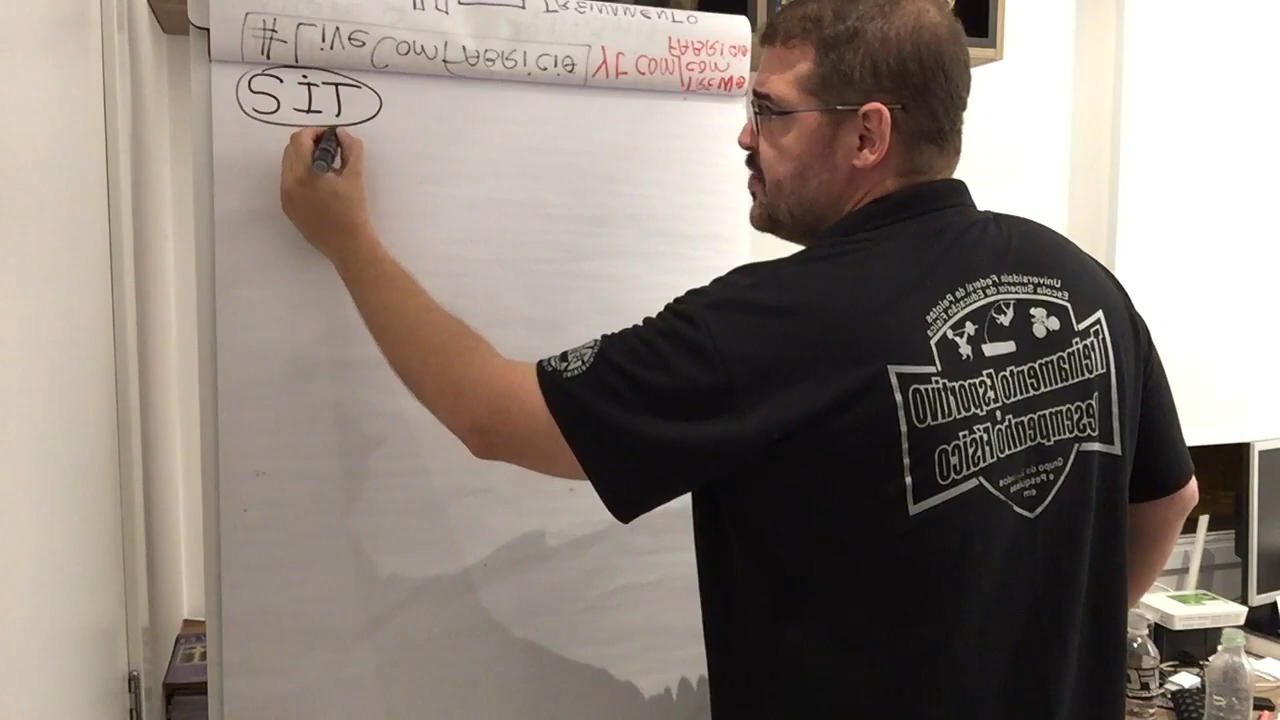 TREINAMENTO
#LiveComFabricio
SIT
Universidade Federal de Pelotas
Escola Superior de Educação Física
Treinamento Esportivo
e
Desempenho Físico
Grupo de Estudos
e Pesquisas
em